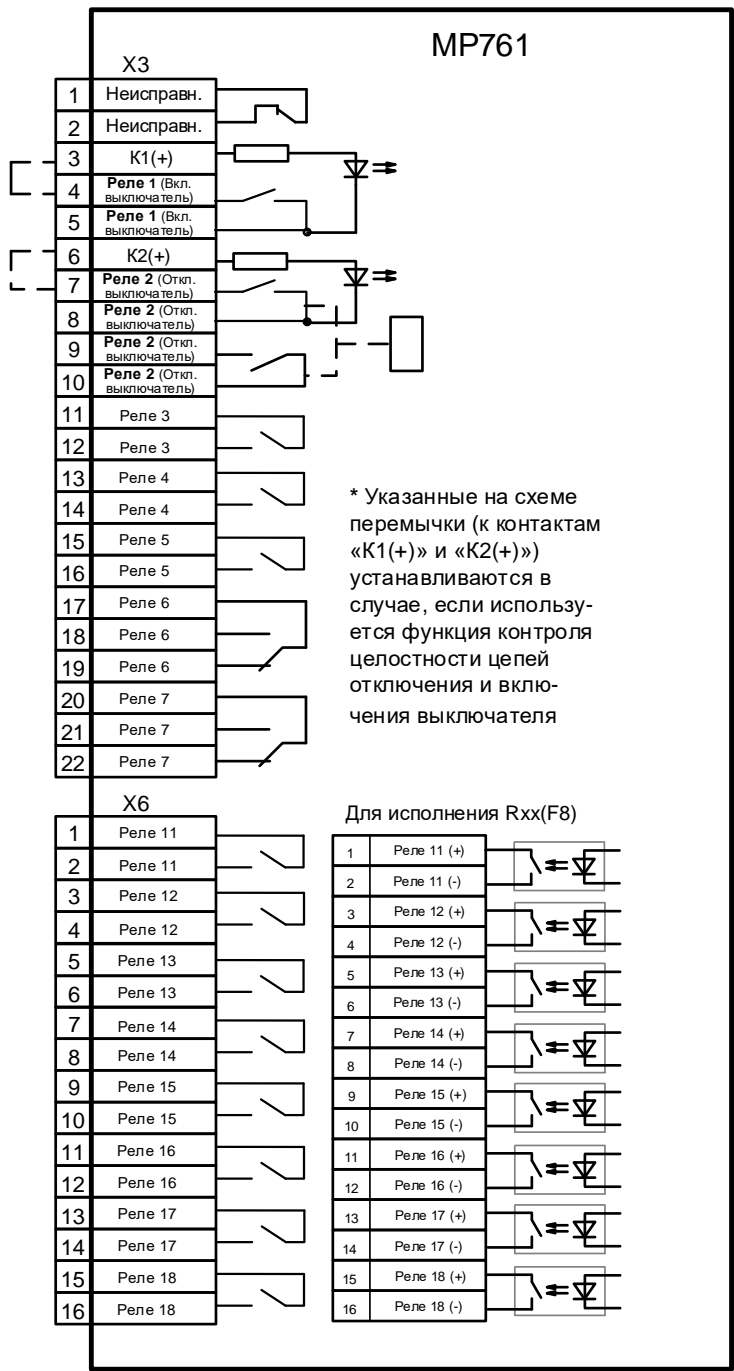 МР761
X3
1 Неисправн.
2 Неисправн.
3 К1(+)
4 Реле 1 (Вкл.
выключатель)
5 Реле 1 (Вкл.
выключатель)
6 К2(+)
7 Реле 2 (Откл.
выключатель)
8 Реле 2 (Откл.
выключатель)
9 Реле 2 (Откл.
выключатель)
10 Реле 2 (Откл.
выключатель)
11 Реле 3
12 Реле 3
13 Реле 4
14 Реле 4
15 Реле 5
16 Реле 5
17 Реле 6
18 Реле 6
19 Реле 6
20 Реле 7
21 Реле 7
22 Реле 7
* Указанные на схеме
перемычки (к контактам
«К1(+)» и «К2(+)»)
устанавливаются в
случае, если использу-
ется функция контроля
целостности цепей
отключения и вклю-
чения выключателя
X6
1 Реле 11
2 Реле 11
3 Реле 12
4 Реле 12
5 Реле 13
6 Реле 13
7 Реле 14
8 Реле 14
9 Реле 15
10 Реле 15
11 Реле 16
12 Реле 16
13 Реле 17
14 Реле 17
15 Реле 18
16 Реле 18
Для исполнения Rxx(F8)
1 Реле 11 (+)
2 Реле 11 (-)
3 Реле 12 (+)
4 Реле 12 (-)
5 Реле 13 (+)
6 Реле 13 (-)
7 Реле 14 (+)
8 Реле 14 (-)
9 Реле 15 (+)
10 Реле 15 (-)
11 Реле 16 (+)
12 Реле 16 (-)
13 Реле 17 (+)
14 Реле 17 (-)
15 Реле 18 (+)
16 Реле 18 (-)